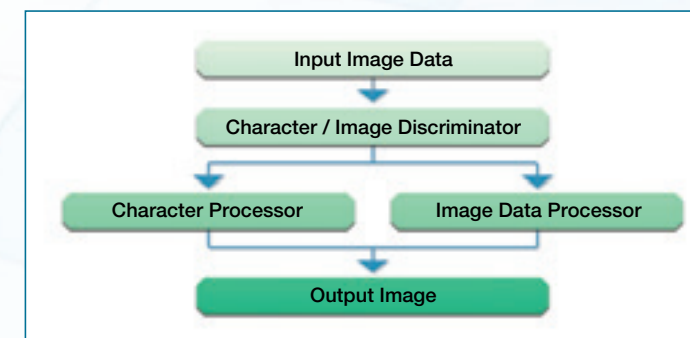 Input Image Data
Character / Image Discriminator
Character Processor
Image Data Processor
Output Image